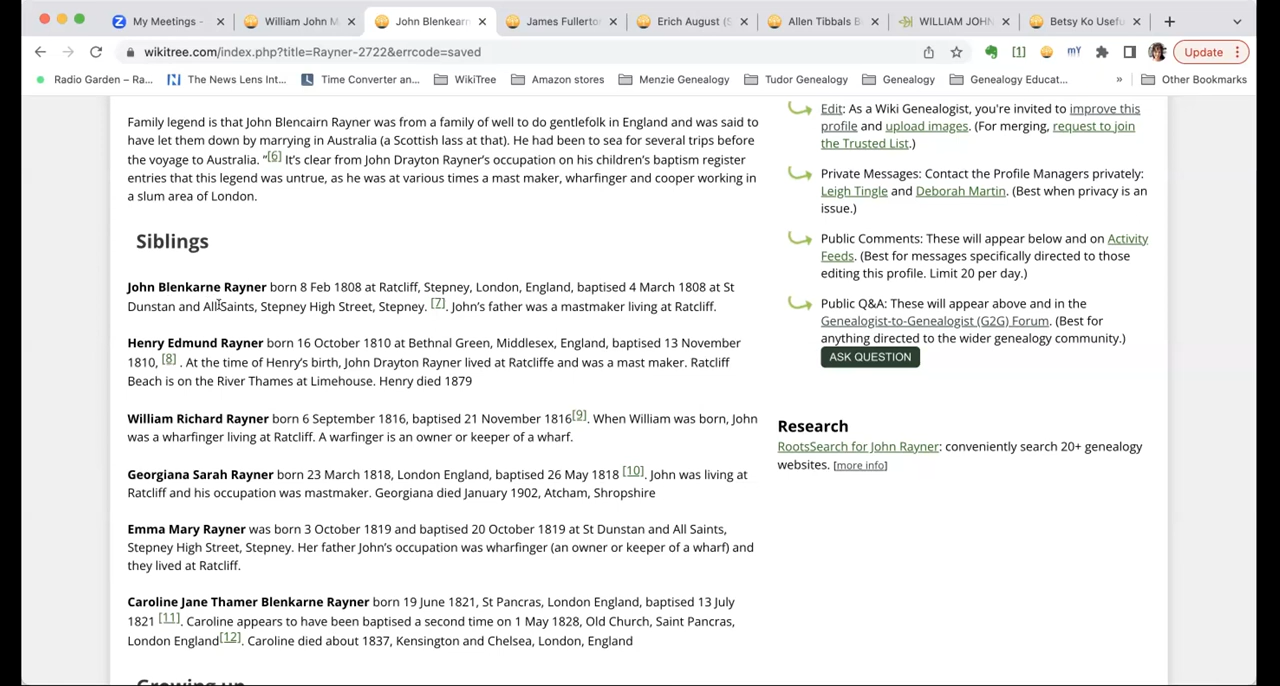 My Meetings -
William John M
John Blenkearn
James Fullerton
Erich August (S
Allen Tibbals B
WILLIAM JOHN
Betsy Ko Usefu
wikitree.com/index.php?title=Rayner-2722&errcode=saved
Update
Radio Garden – Ra...
The News Lens Int...
Time Converter an...
WikiTree
Amazon stores
Menzie Genealogy
Tudor Genealogy
Genealogy
Genealogy Educat...
»
Other Bookmarks
Family legend is that John Blencairn Rayner was from a family of well to do gentlefolk in England and was said to
have let them down by marrying in Australia (a Scottish lass at that). He had been to sea for several trips before
the voyage to Australia. "[6] It's clear from John Drayton Rayner's occupation on his children's baptism register
entries that this legend was untrue, as he was at various times a mast maker, wharfinger and cooper working in
a slum area of London.
Siblings
John Blenkarne Rayner born 8 Feb 1808 at Ratcliff, Stepney, London, England, baptised 4 March 1808 at St
Dunstan and All Saints, Stepney High Street, Stepney. [7]. John's father was a mastmaker living at Ratcliff.
Henry Edmund Rayner born 16 October 1810 at Bethnal Green, Middlesex, England, baptised 13 November
1810, [8] . At the time of Henry's birth, John Drayton Rayner lived at Ratcliffe and was a mast maker. Ratcliff
Beach is on the River Thames at Limehouse. Henry died 1879
William Richard Rayner born 6 September 1816, baptised 21 November 1816[9]. When William was born, John
was a wharfinger living at Ratcliff. A warfinger is an owner or keeper of a wharf.
Georgiana Sarah Rayner born 23 March 1818, London England, baptised 26 May 1818 [10]. John was living at
Ratcliff and his occupation was mastmaker. Georgiana died January 1902, Atcham, Shropshire
Emma Mary Rayner was born 3 October 1819 and baptised 20 October 1819 at St Dunstan and All Saints,
Stepney High Street, Stepney. Her father John's occupation was wharfinger (an owner or keeper of a wharf) and
they lived at Ratcliff.
Caroline Jane Thamer Blenkarne Rayner born 19 June 1821, St Pancras, London England, baptised 13 July
1821 [11]. Caroline appears to have been baptised a second time on 1 May 1828, Old Church, Saint Pancras,
London England[12]. Caroline died about 1837, Kensington and Chelsea, London, England
Growing up
Edit: As a Wiki Genealogist, you're invited to improve this
profile and upload images. (For merging, request to join
the Trusted List.)
Private Messages: Contact the Profile Managers privately:
Leigh Tingle and Deborah Martin. (Best when privacy is an
issue.)
Public Comments: These will appear below and on Activity
Feeds. (Best for messages specifically directed to those
editing this profile. Limit 20 per day.)
Public Q&A: These will appear above and in the
Genealogist-to-Genealogist (G2G) Forum. (Best for
anything directed to the wider genealogy community.)
ASK QUESTION
Research
RootsSearch for John Rayner: conveniently search 20+ genealogy
websites. [more info]